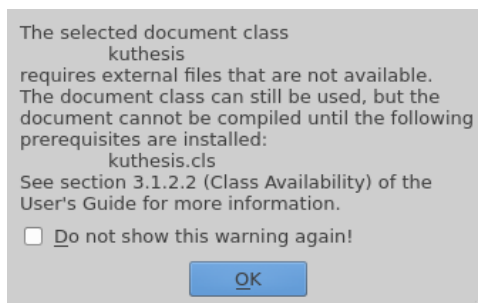 The selected document class
kuthesis
requires external files that are not available.
The document class can still be used, but the
document cannot be compiled until the following
prerequisites are installed:
kuthesis.cls
See section 3.1.2.2 (Class Availability) of the
User's Guide for more information.
Do not show this warning again!
OK